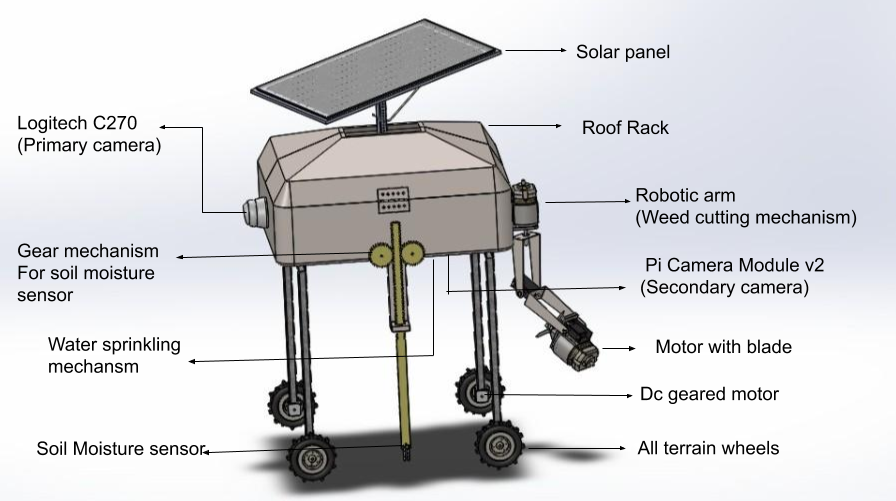 Solar panel
Logitech C270
(Primary camera)
Roof Rack
Robotic arm
(Weed cutting mechanism)
Gear mechanism
For soil moisture
sensor
Pi Camera Module v2
(Secondary camera)
Water sprinkling
mechansm
Motor with blade
Dc geared motor
Soil Moisture sensor
All terrain wheels